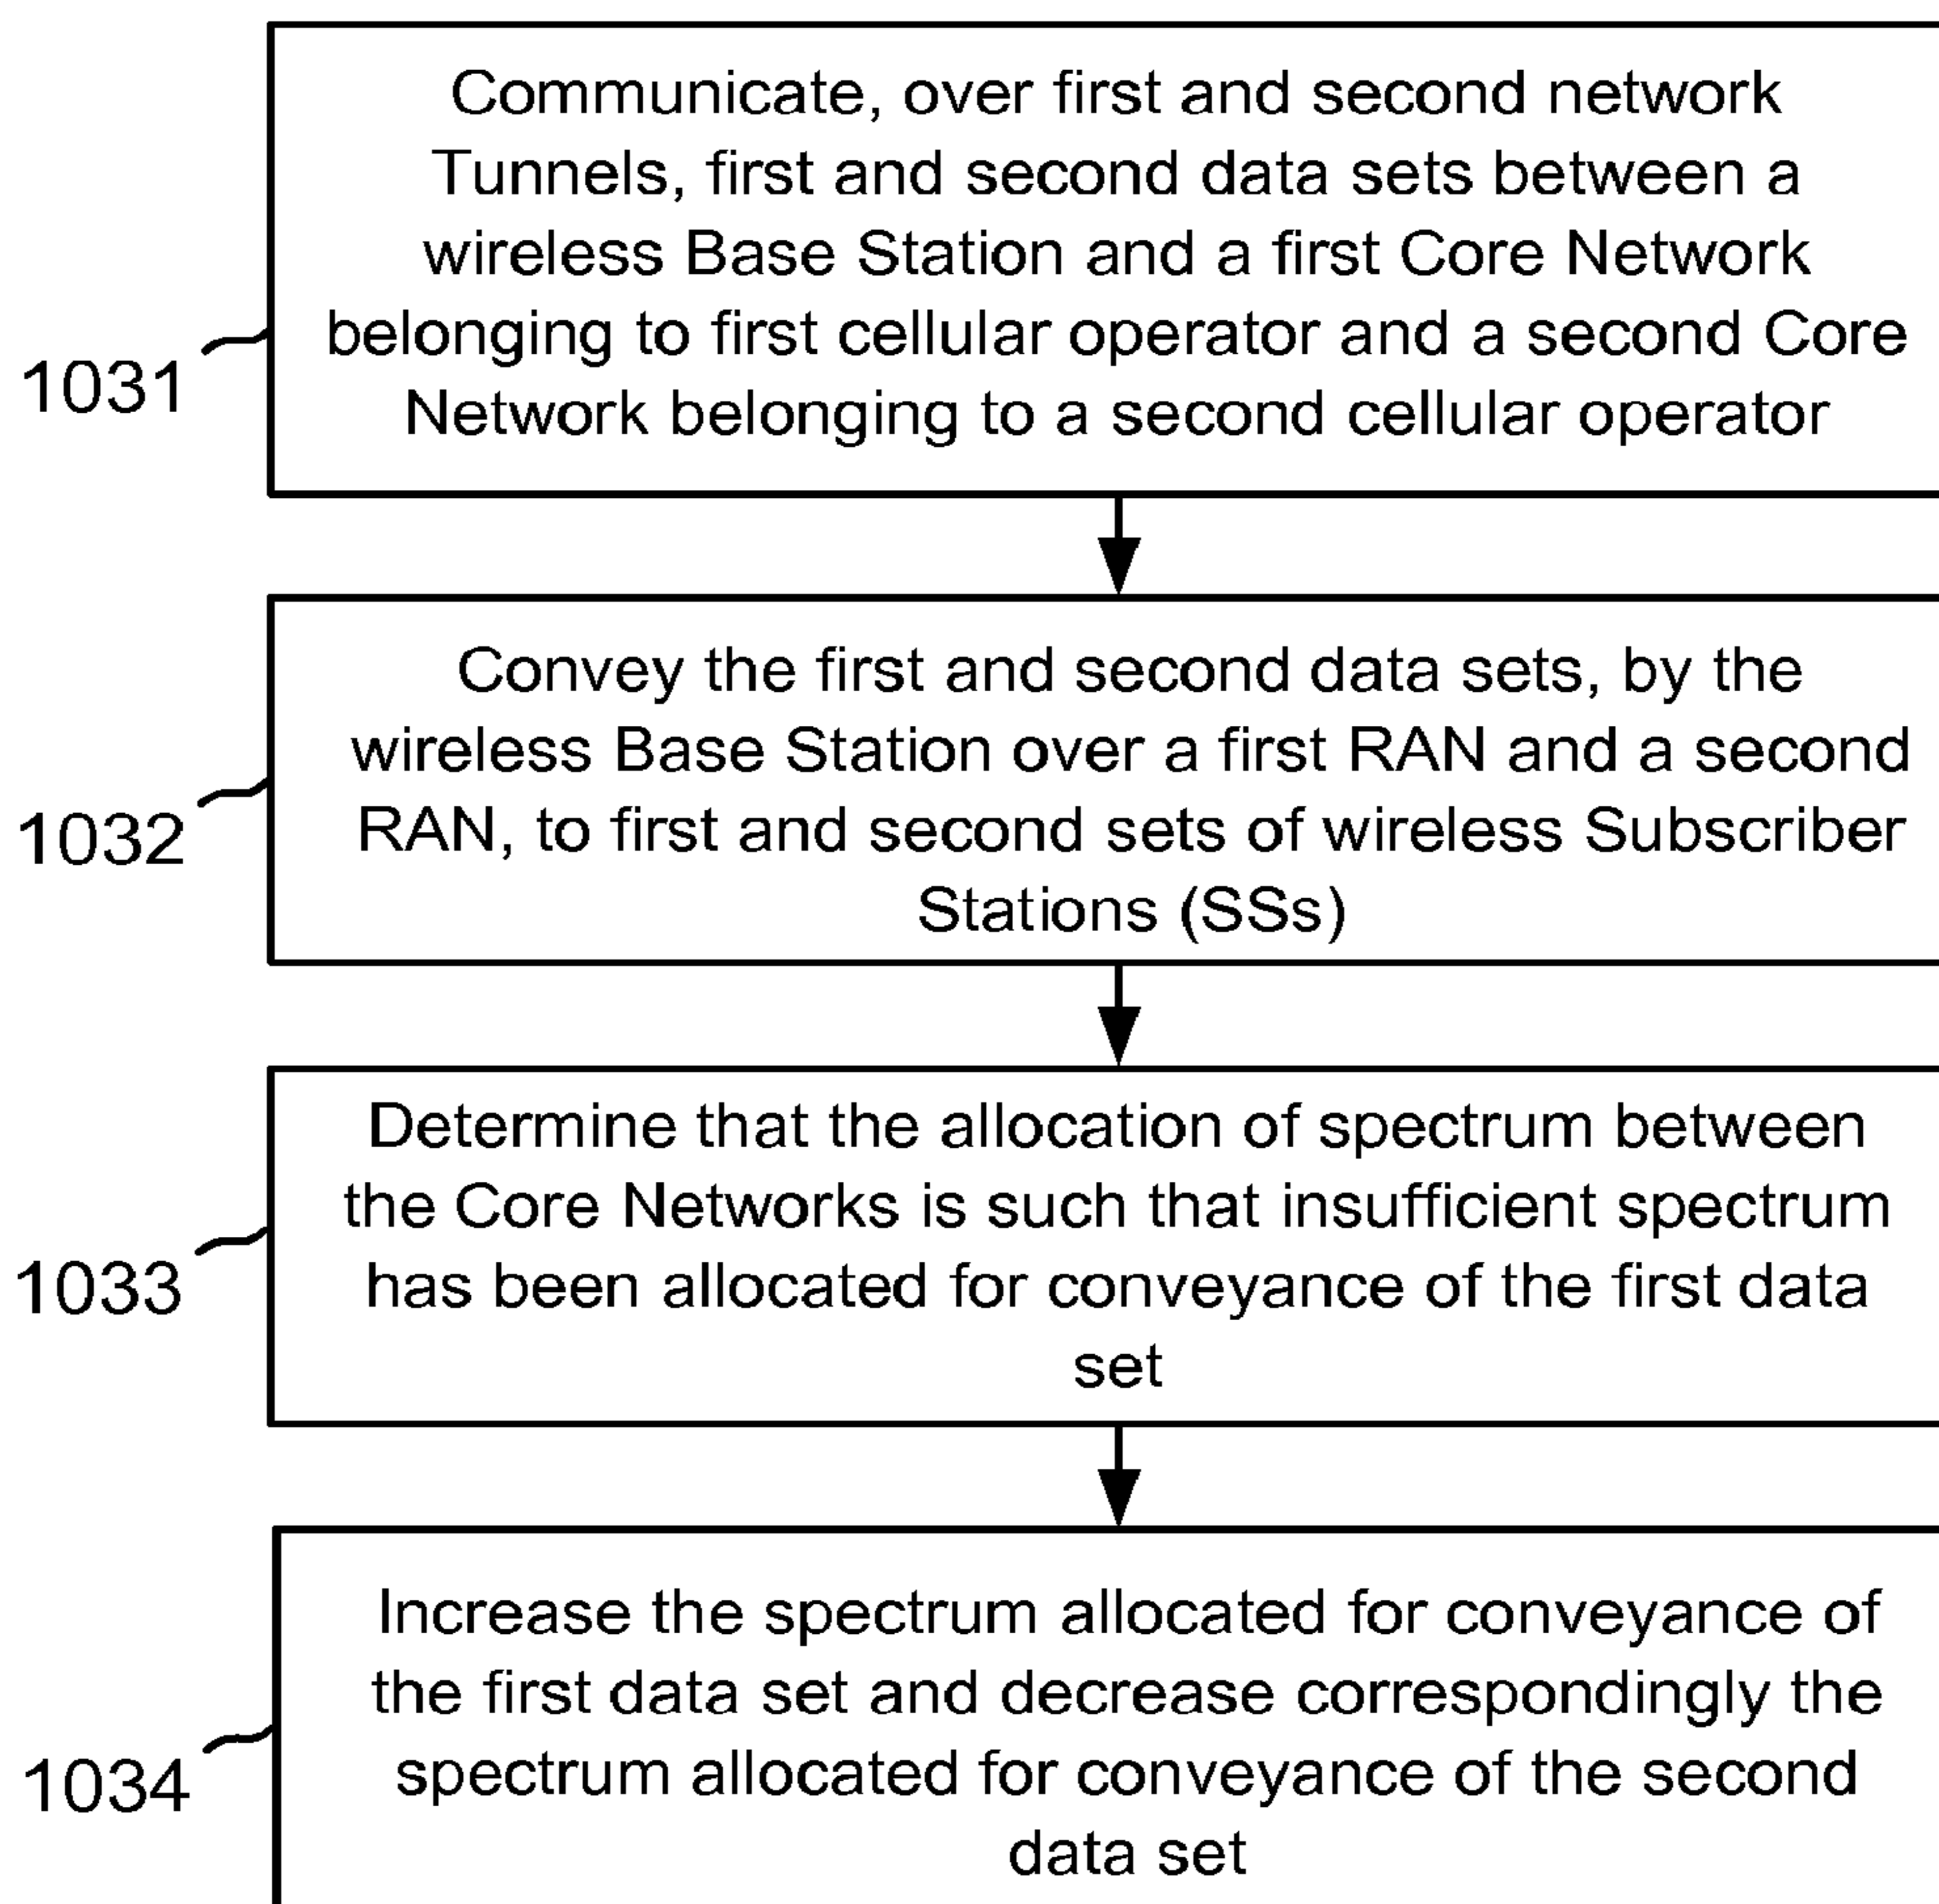 Communicate, over first and second network
Tunnels, first and second data sets between a
wireless Base Station and a first Core Network
belonging to first cellular operator and a second Core
Network belonging to a second cellular operator
1031
Convey the first and second data sets, by the
wireless Base Station over a first RAN and a second
RAN, to first and second sets of wireless Subscriber
Stations (SSs)
1032
Determine that the allocation of spectrum between
the Core Networks is such that insufficient spectrum
has been allocated for conveyance of the first data
set
1033
Increase the spectrum allocated for conveyance of
the first data set and decrease correspondingly the
spectrum allocated for conveyance of the second
data set
1034